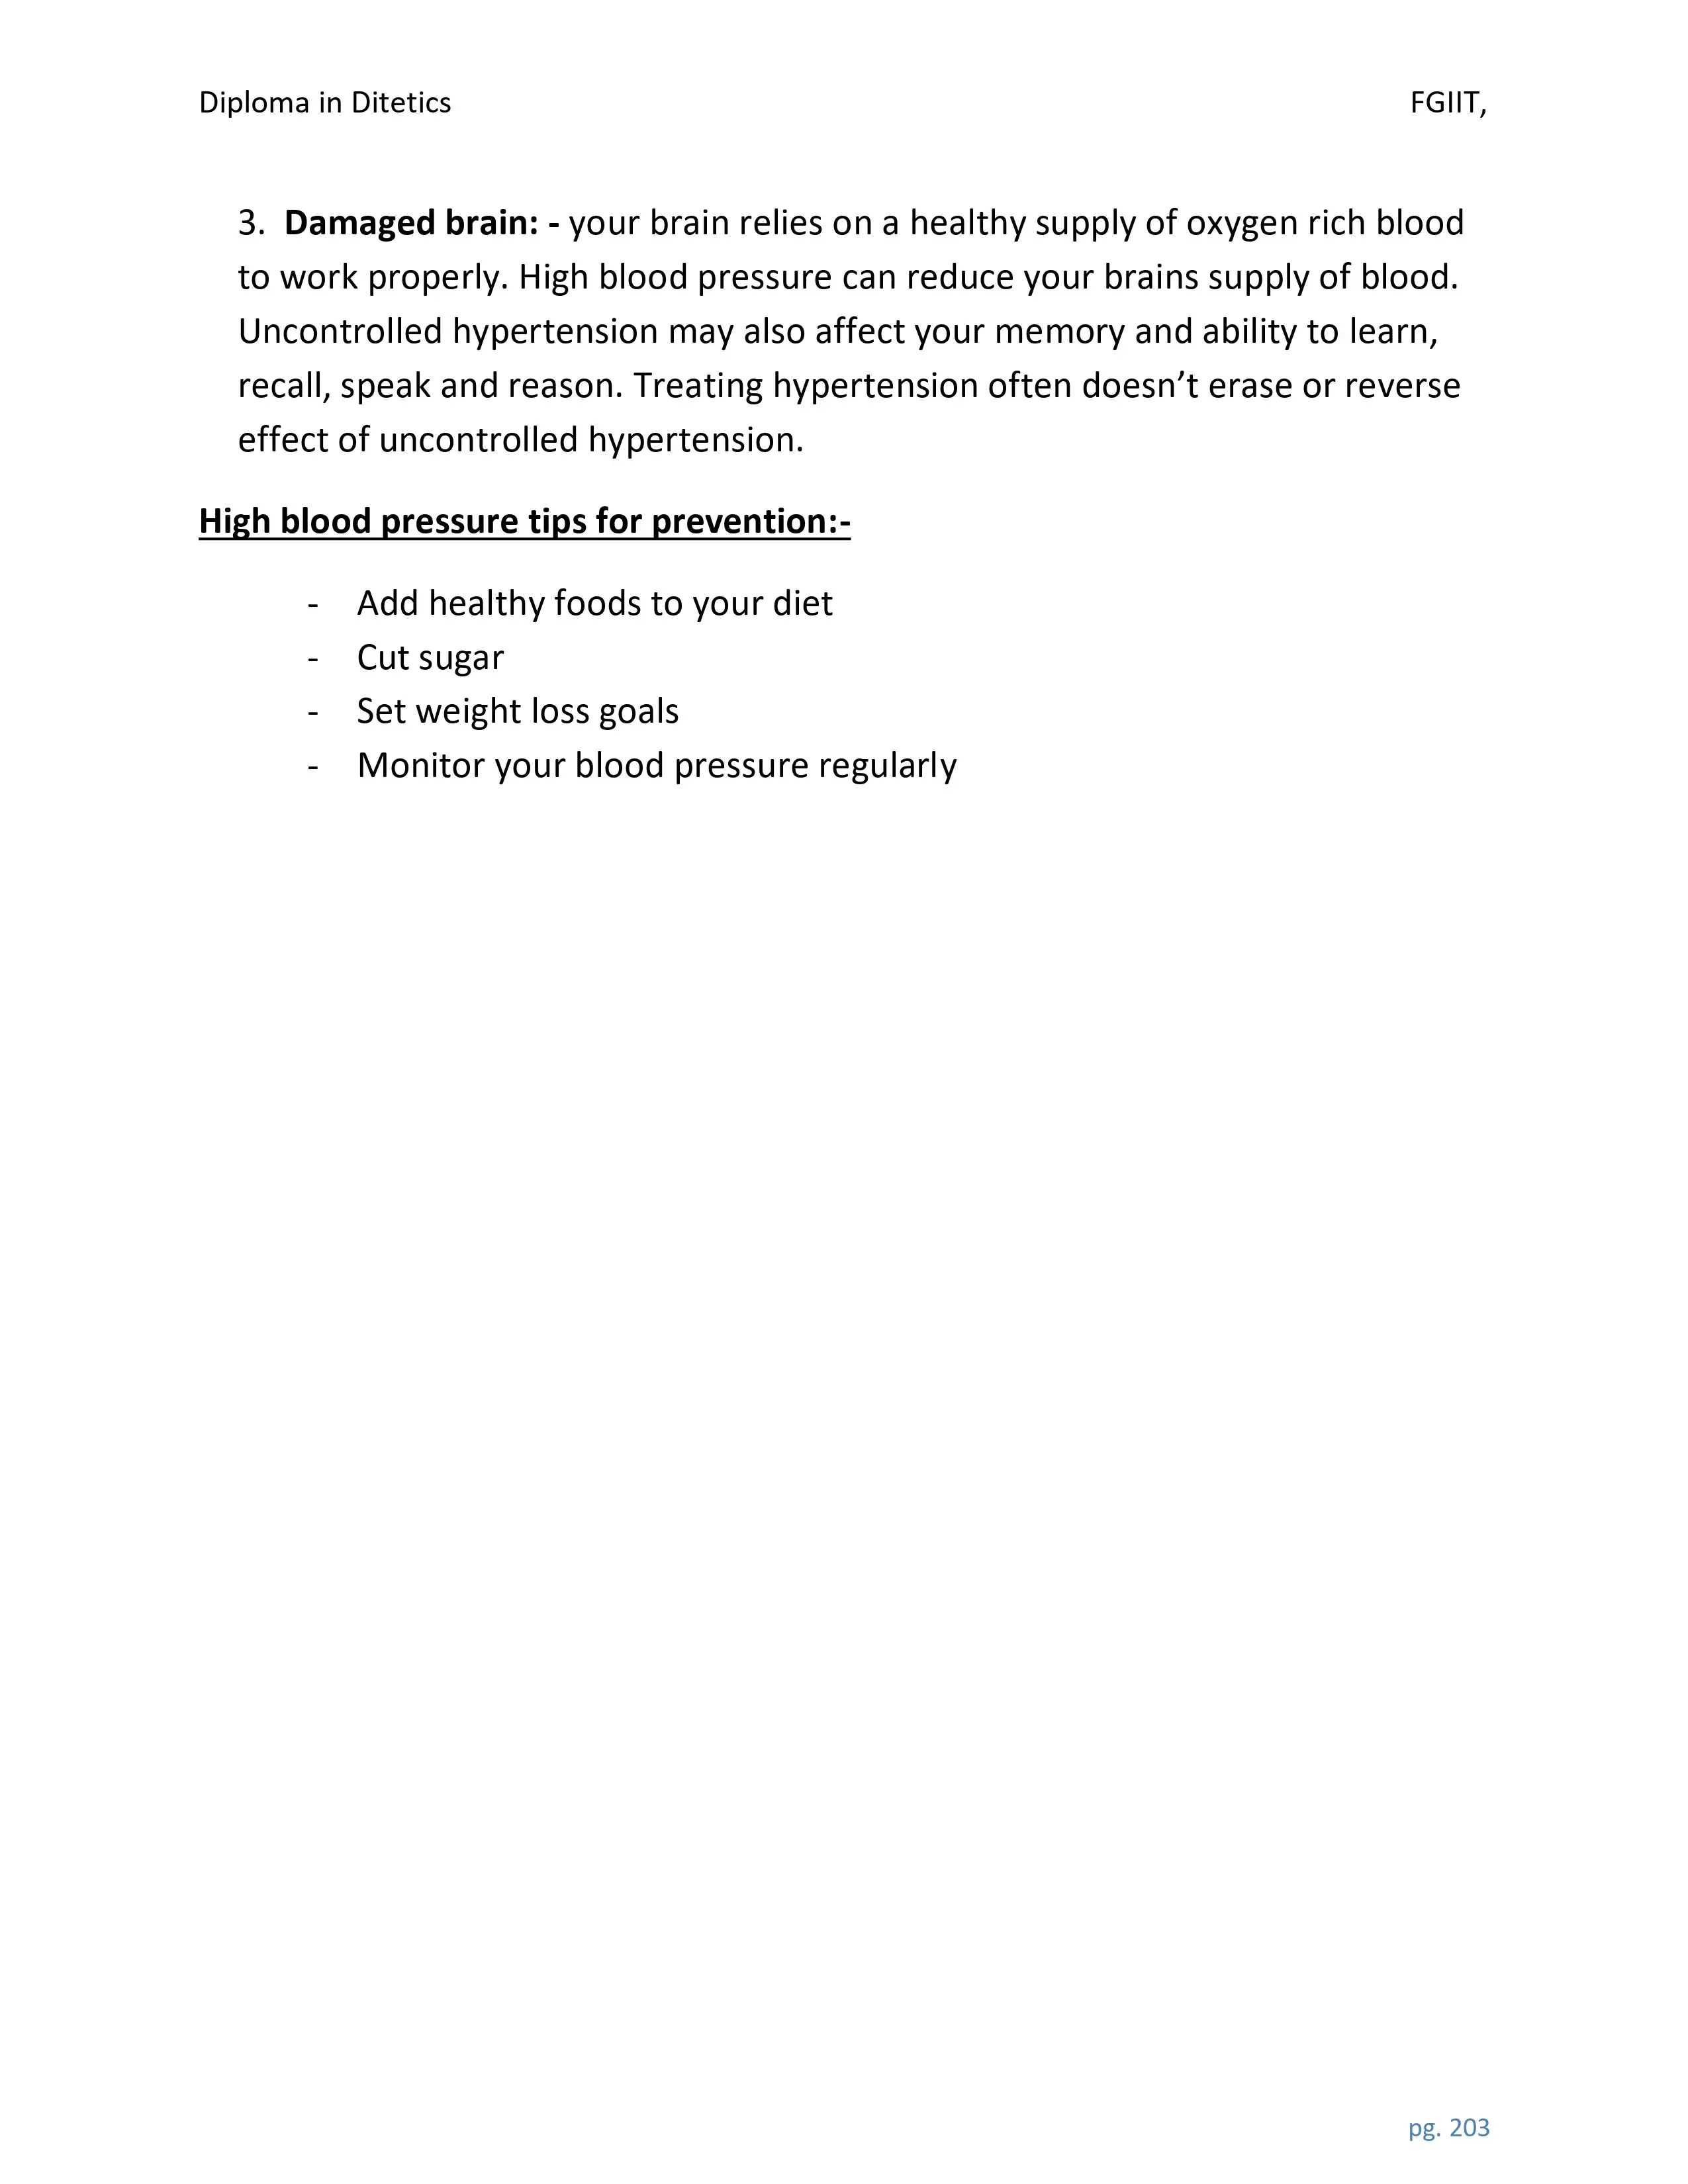 Diploma in Ditetics FGIIT,
3. Damaged brain: - your brain relies on a healthy supply of oxygen rich blood
to work properly. High blood pressure can reduce your brains supply of blood.
Uncontrolled hypertension may also affect your memory and ability to learn,
recall, speak and reason. Treating hypertension often doesn’t erase or reverse
effect of uncontrolled hypertension.
High blood pressure tips for prevention:-
- Add healthy foods to your diet
- Cut sugar
- Set weight loss goals
- Monitor your blood pressure regularly
pg. 203